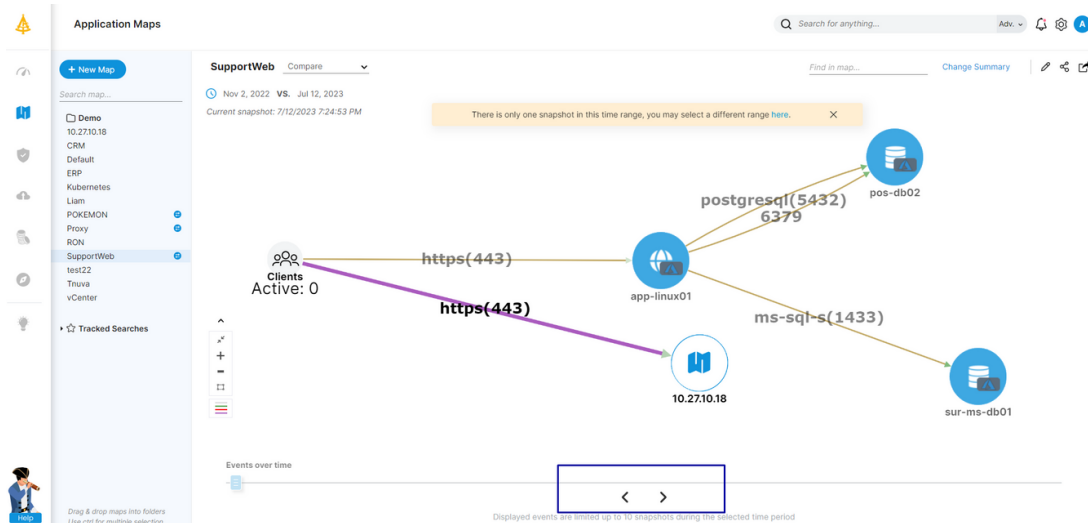 Application Maps
Search for anything...
Adv.
A
+ New Map
Search map...
Demo
10.27.10.18
CRM
Default
ERP
Kubernetes
Liam
POKEMON
Proxy
RON
SupportWeb
test22
Tnuva
vCenter
Tracked Searches
Drag & drop maps into folders
Use ctrl for multiple selection
Help
SupportWeb
Compare
Find in map...
Change Summary
Nov 2, 2022 VS. Jul 12, 2023
Current snapshot: 7/12/2023 7:24:53 PM
There is only one snapshot in this time range, you may select a different range here.
pos-db02
postgresql(5432)
6379
https(443)
Clients
Active: 0
app-linux01
https(443)
ms-sql-s(1433)
10.27.10.18
sur-ms-db01
Events over time
Displayed events are limited up to 10 snapshots during the selected time period